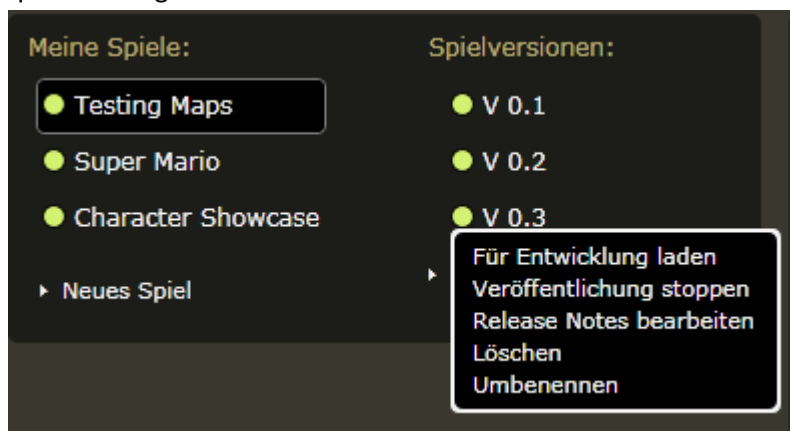 Meine Spiele:
Testing Maps
Super Mario
Character Showcase
Neues Spiel
Spielversionen:
V 0.1
V 0.2
V 0.3
Für Entwicklung laden
Veröffentlichung stoppen
Release Notes bearbeiten
Löschen
Umbenennen